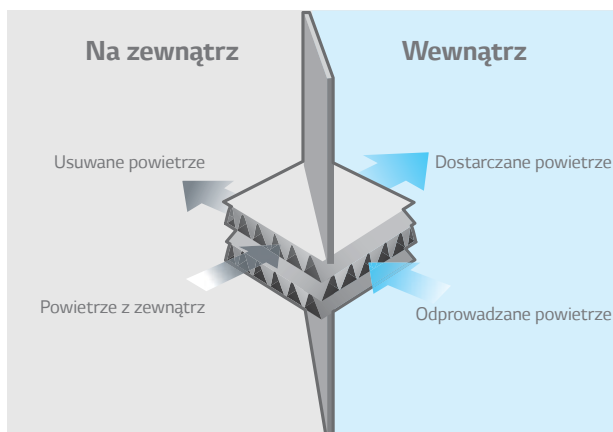 Na zewnątrz
Wewnątrz
Usuwane powietrze
Dostarczane powietrze
Powietrze z zewnątrz
Odprowadzane powietrze